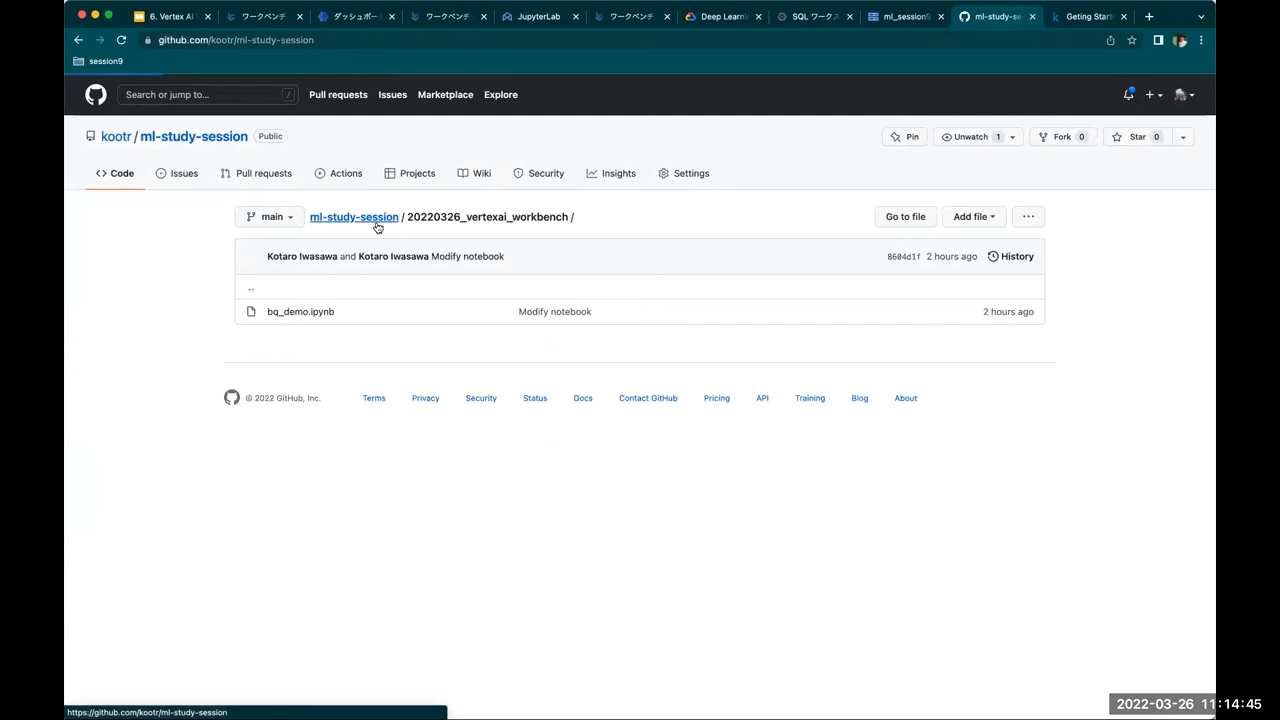 6. Vertex AI
ワークベンチ
ダッシュボー
ワークベンチ
JupyterLab
ワークベンチ
Deep Learni
SQL ワークス
ml_session9
ml-study-se
Geting Start
github.com/kootr/ml-study-session
session9
Search or jump to...
/
Pull requests
Issues
Marketplace
Explore
kootr / ml-study-session
Public
Pin
Unwatch 1
Fork 0
Star 0
Code
Issues
Pull requests
Actions
Projects
Wiki
Security
Insights
Settings
main
ml-study-session / 20220326_vertexai_workbench /
Go to file
Add file
Kotaro Iwasawa and Kotaro Iwasawa Modify notebook
8604d1f 2 hours ago
History
..
bq_demo.ipynb
Modify notebook
2 hours ago
© 2022 GitHub, Inc.
Terms
Privacy
Security
Status
Docs
Contact GitHub
Pricing
API
Training
Blog
About
https://github.com/kootr/ml-study-session
2022-03-26 11:14:45